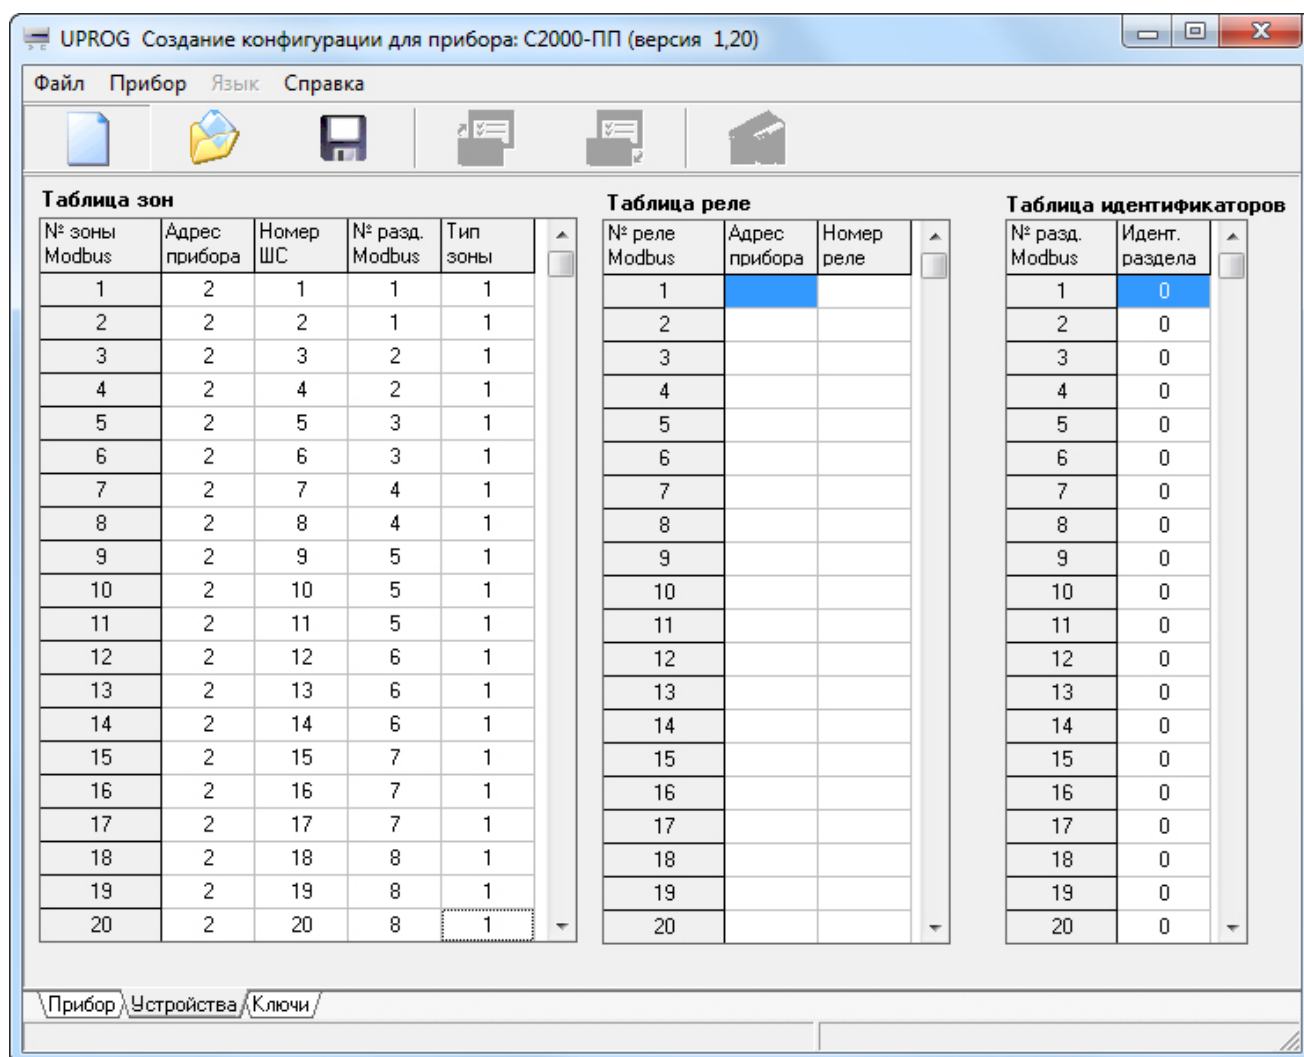 UPROG Создание конфигурации для прибора: С2000-ПП (версия 1,20)
Файл Прибор Язык Справка
Таблица зон
№ зоны Modbus Адрес прибора Номер ШС № разд. Modbus Тип зоны
1 2 1 1 1
2 2 2 1 1
3 2 3 2 1
4 2 4 2 1
5 2 5 3 1
6 2 6 3 1
7 2 7 4 1
8 2 8 4 1
9 2 9 5 1
10 2 10 5 1
11 2 11 5 1
12 2 12 6 1
13 2 13 6 1
14 2 14 6 1
15 2 15 7 1
16 2 16 7 1
17 2 17 7 1
18 2 18 8 1
19 2 19 8 1
20 2 20 8 1
Таблица реле
№ реле Modbus Адрес прибора Номер реле
1
2
3
4
5
6
7
8
9
10
11
12
13
14
15
16
17
18
19
20
Таблица идентификаторов
№ разд. Modbus Идент. раздела
1 0
2 0
3 0
4 0
5 0
6 0
7 0
8 0
9 0
10 0
11 0
12 0
13 0
14 0
15 0
16 0
17 0
18 0
19 0
20 0
Прибор Устройства Ключи